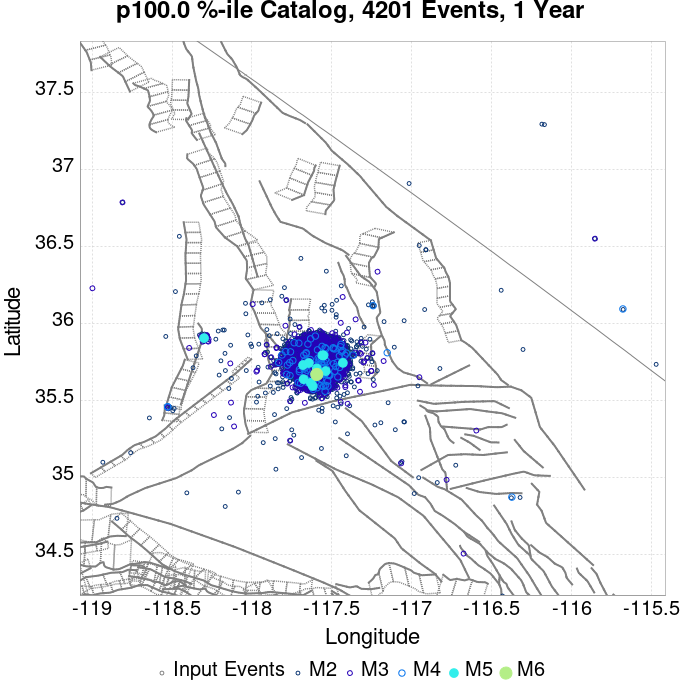 p100.0 %-ile Catalog, 4201 Events, 1 Year
37.5
37
36.5
36
35.5
35
34.5
Latitude
-119 -118.5 -118 -117.5 -117 -116.5 -116 -115.5
Longitude
Input Events M2 M3 M4 M5 M6